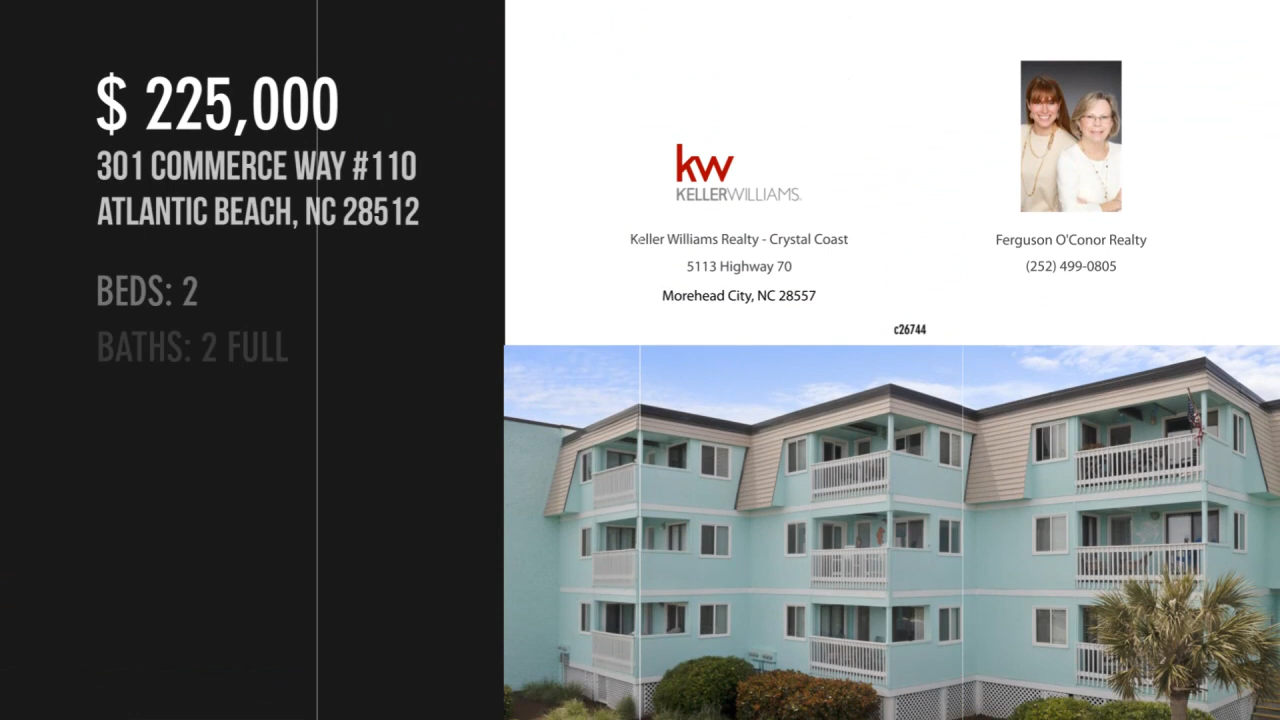 $ 225,000
301 COMMERCE WAY #110
ATLANTIC BEACH, NC 28512
BEDS: 2
BATHS: 2 FULL
kw
KELLERWILLIAMS.
Keller Williams Realty - Crystal Coast
5113 Highway 70
Morehead City, NC 28557
Ferguson O'Conor Realty
(252) 499-0805
c26744